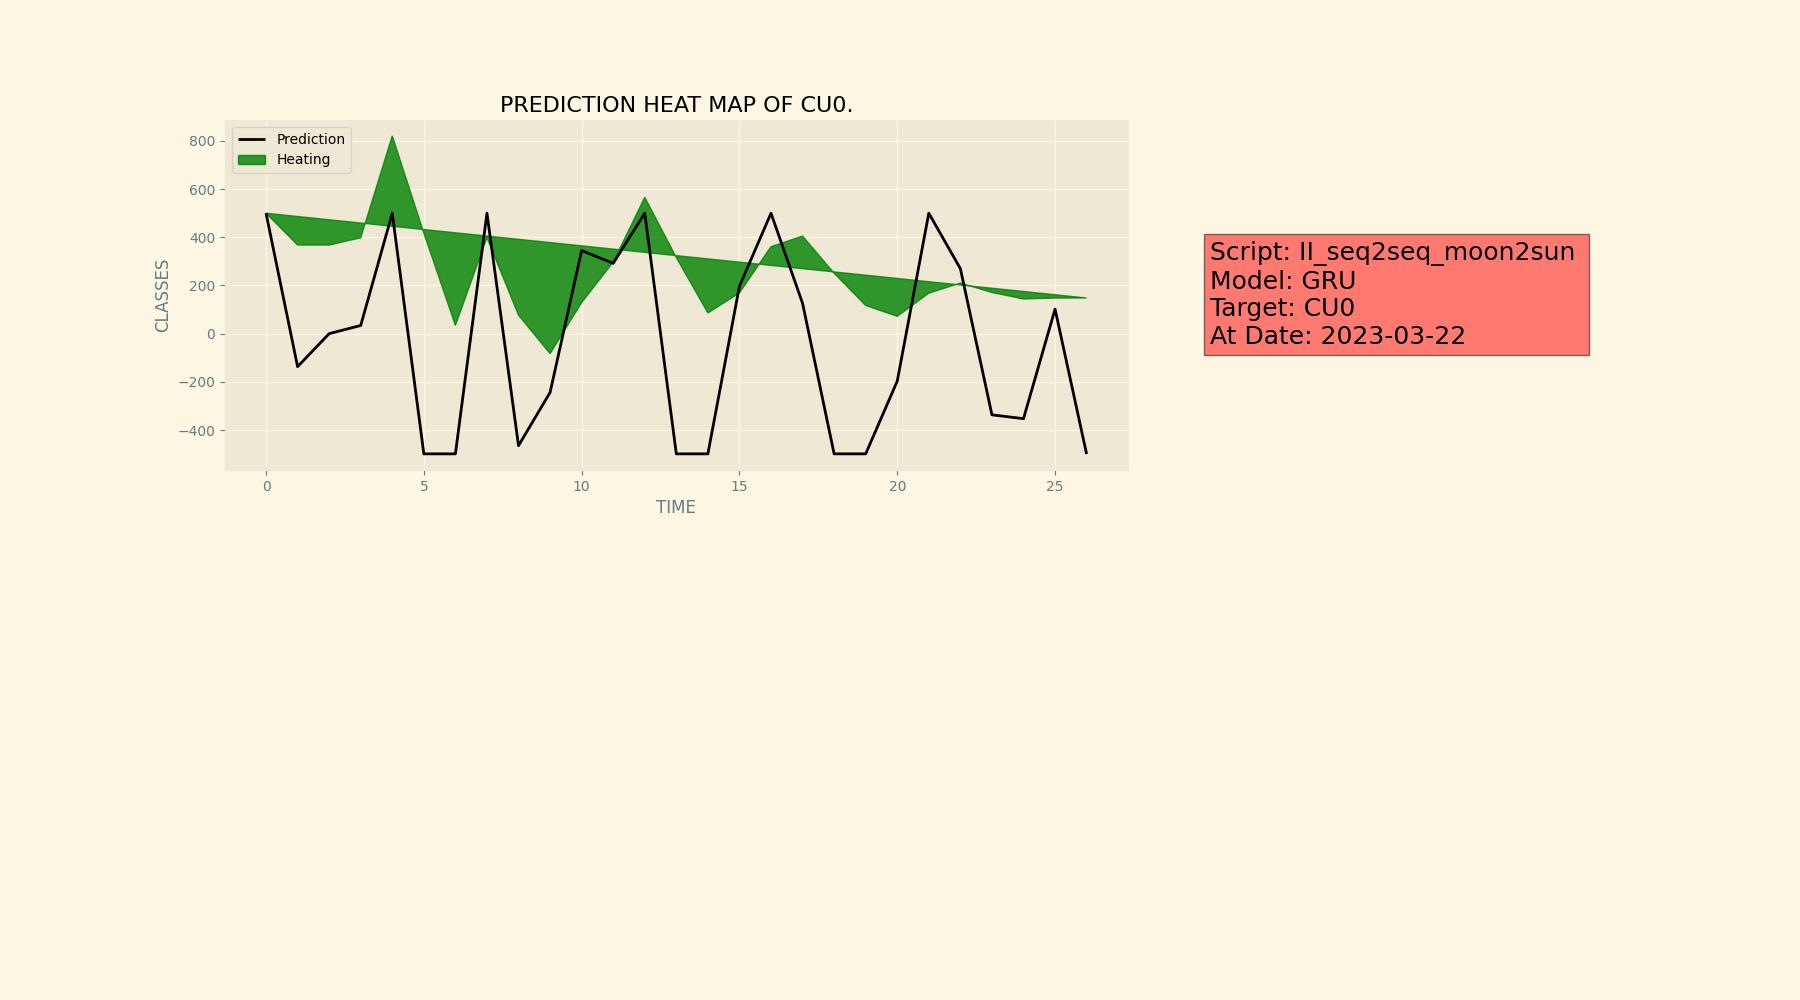 PREDICTION HEAT MAP OF CU0.
Prediction
Heating
800
600
400
200
0
−200
−400
CLASSES
0
5
10
15
20
25
TIME
Script: II_seq2seq_moon2sun
Model: GRU
Target: CU0
At Date: 2023-03-22